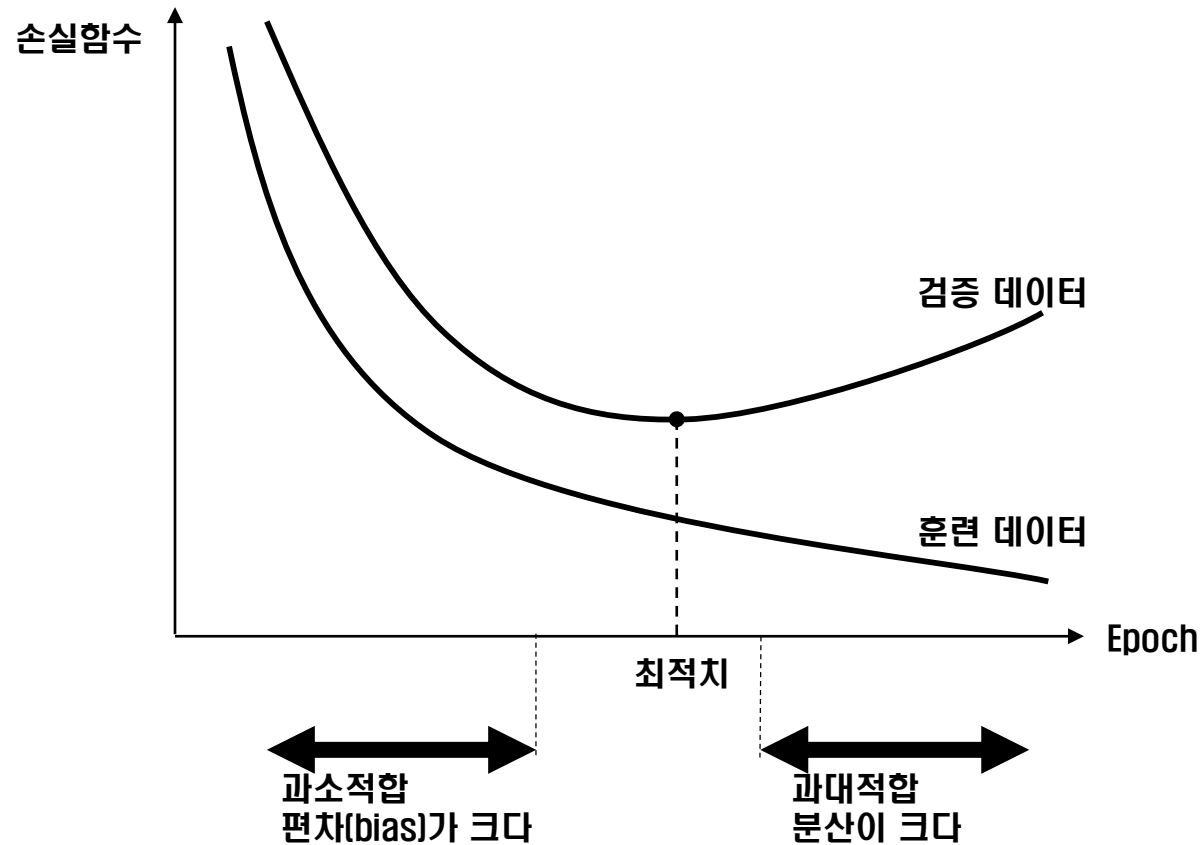 손실함수
검증 데이터
훈련 데이터
Epoch
최적치
과소적합
편차(bias)가 크다
과대적합
분산이 크다